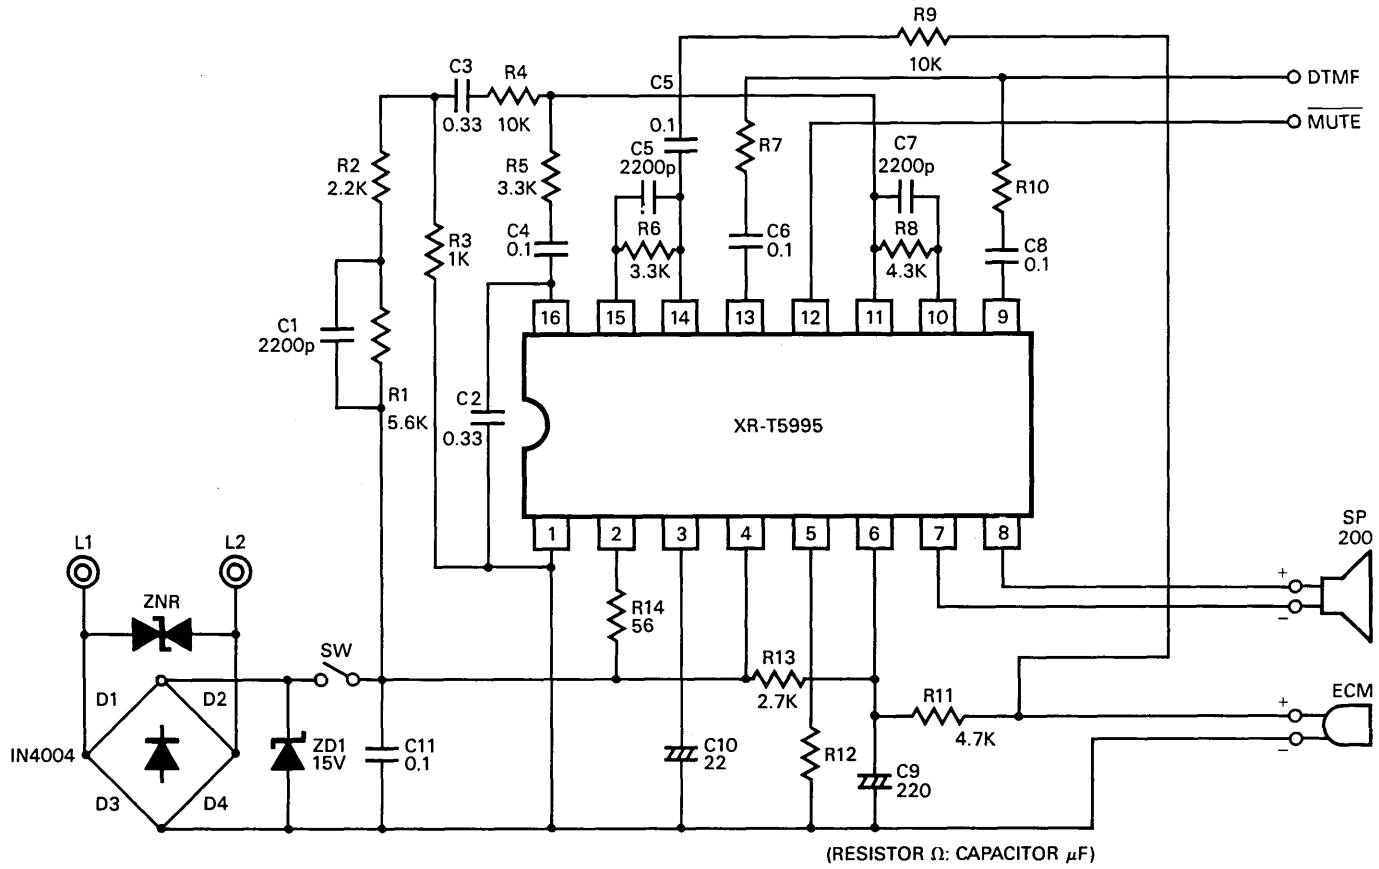 R9
10K
DTMF
MUTE
C3
0.33
R4
10K
C5
0.1
C5
2200p
R7
C7
2200p
R2
2.2K
R5
3.3K
R10
R3
1K
C4
0.1
R6
3.3K
C6
0.1
R8
4.3K
C8
0.1
16
15
14
13
12
11
10
9
C1
2200p
R1
5.6K
C2
0.33
XR-T5995
1
2
3
4
5
6
7
8
SP
200
+
−
L1
L2
ZNR
R14
56
SW
R13
2.7K
D1
D2
R11
4.7K
ECM
+
−
IN4004
ZD1
15V
C11
0.1
C10
22
R12
C9
220
D3
D4
(RESISTOR Ω: CAPACITOR μF)